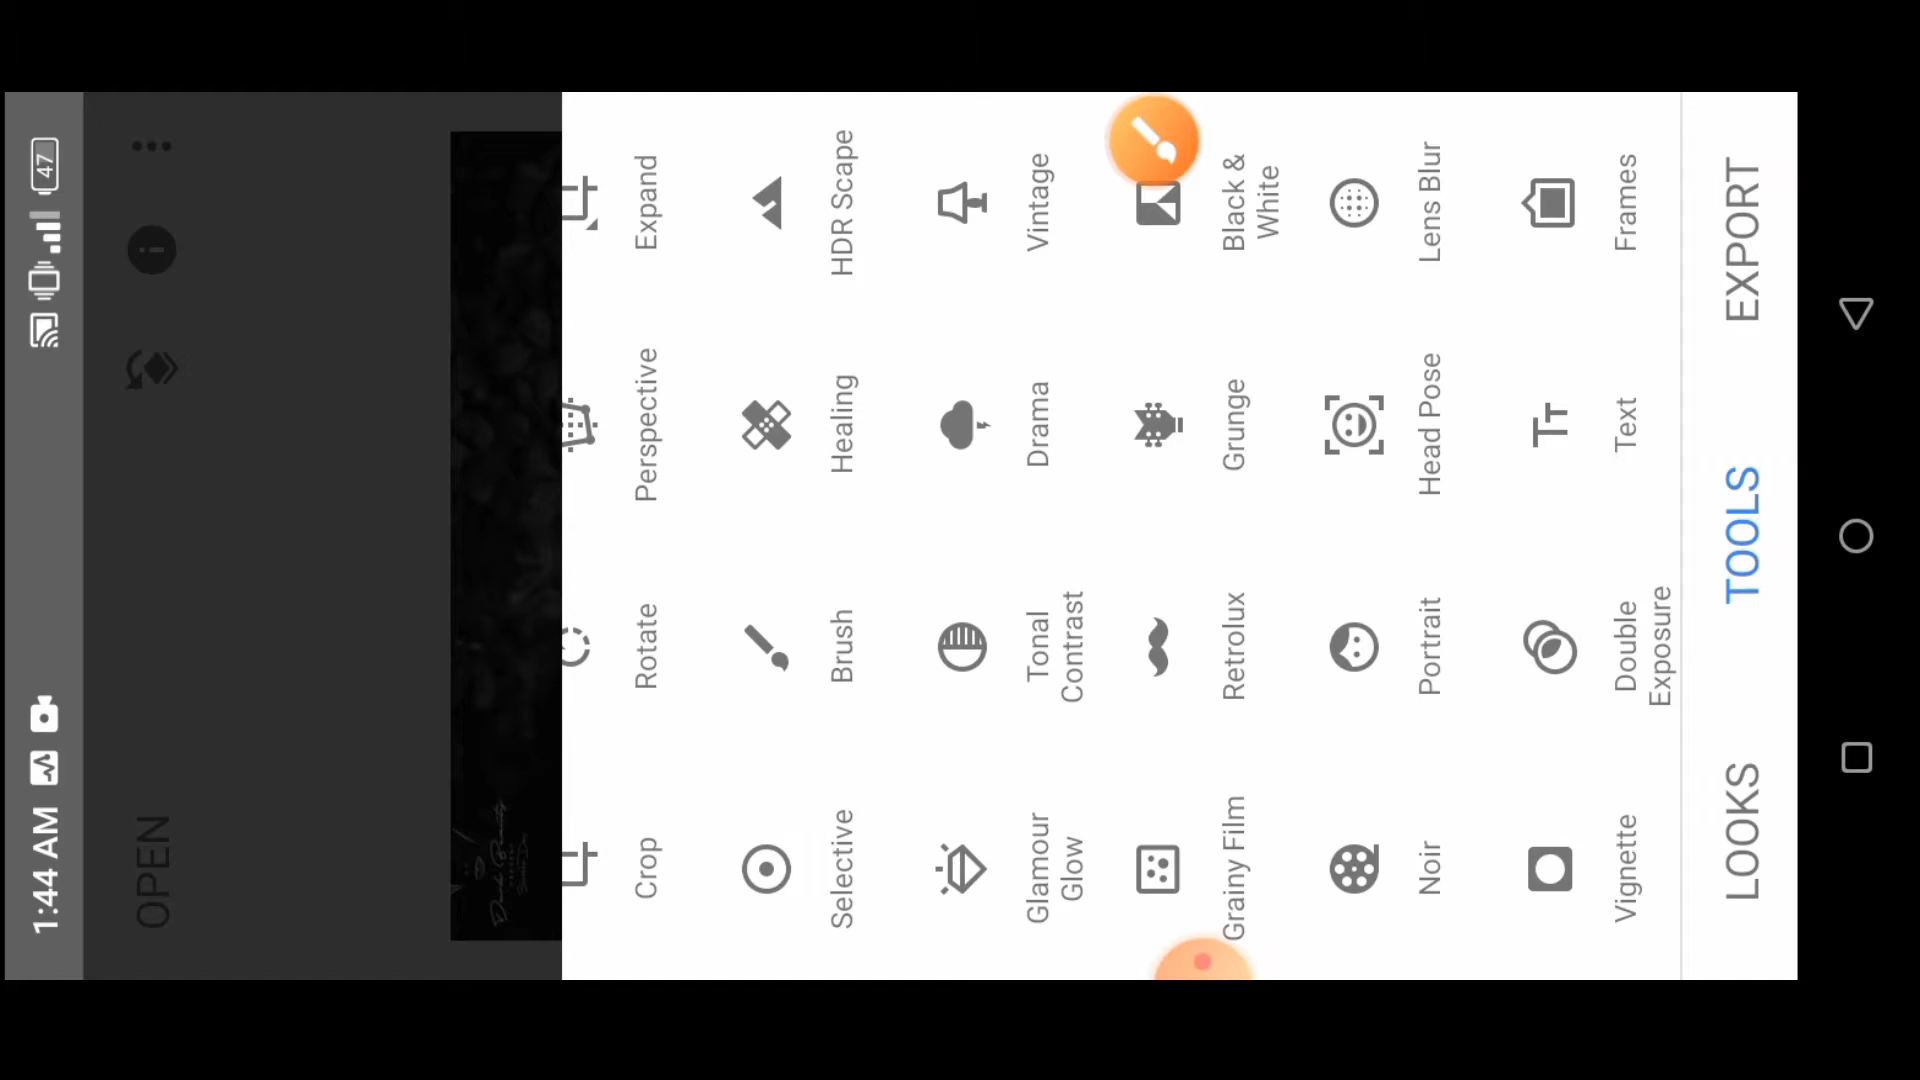 1:44 AM
47
OPEN
Crop
Rotate
Perspective
Expand
Selective
Brush
Healing
HDR Scape
Glamour
Glow
Tonal
Contrast
Drama
Vintage
Grainy Film
Retrolux
Grunge
Black &
White
Noir
Portrait
Head Pose
Lens Blur
Vignette
Double
Exposure
Text
Frames
LOOKS
TOOLS
EXPORT